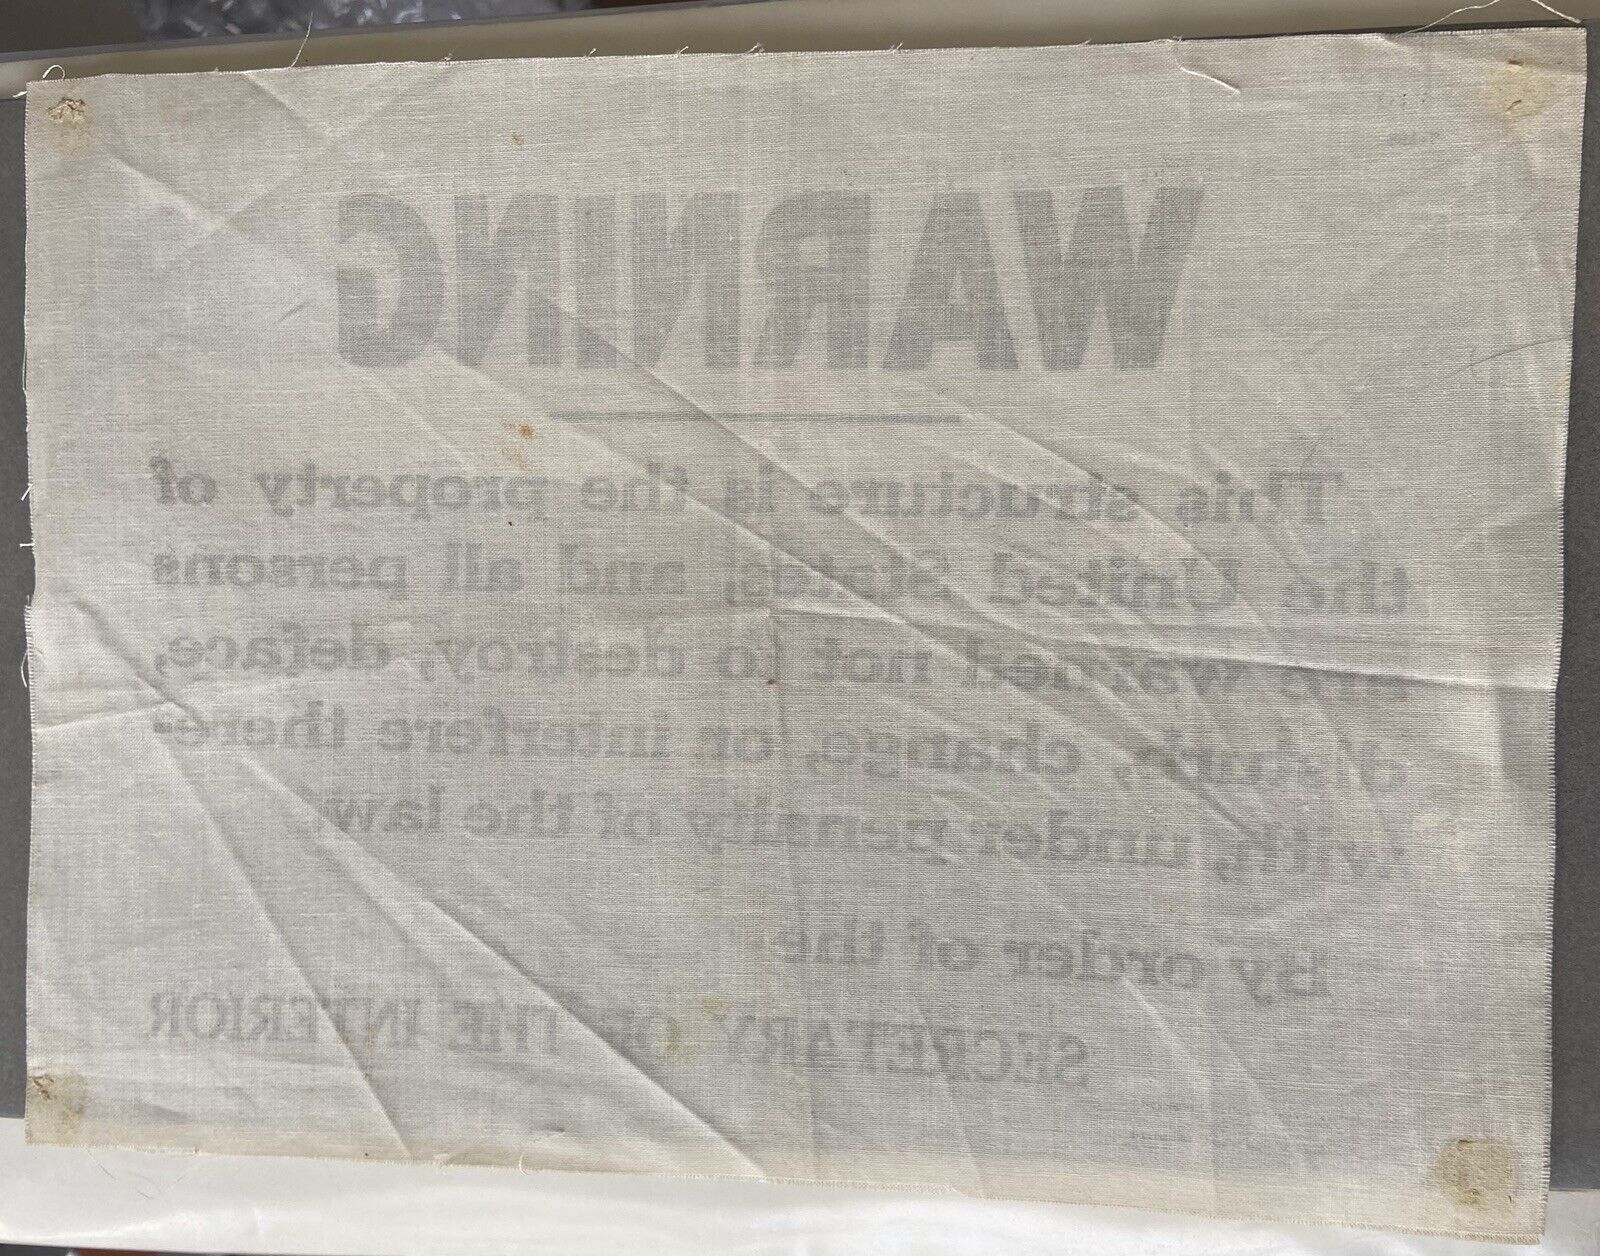 WARNING
This structure is the property of
the United States, and all persons
are warned not to destroy, deface,
disturb, change, or interfere there-
with, under penalty of the law.
By order of the
SECRETARY OF THE INTERIOR